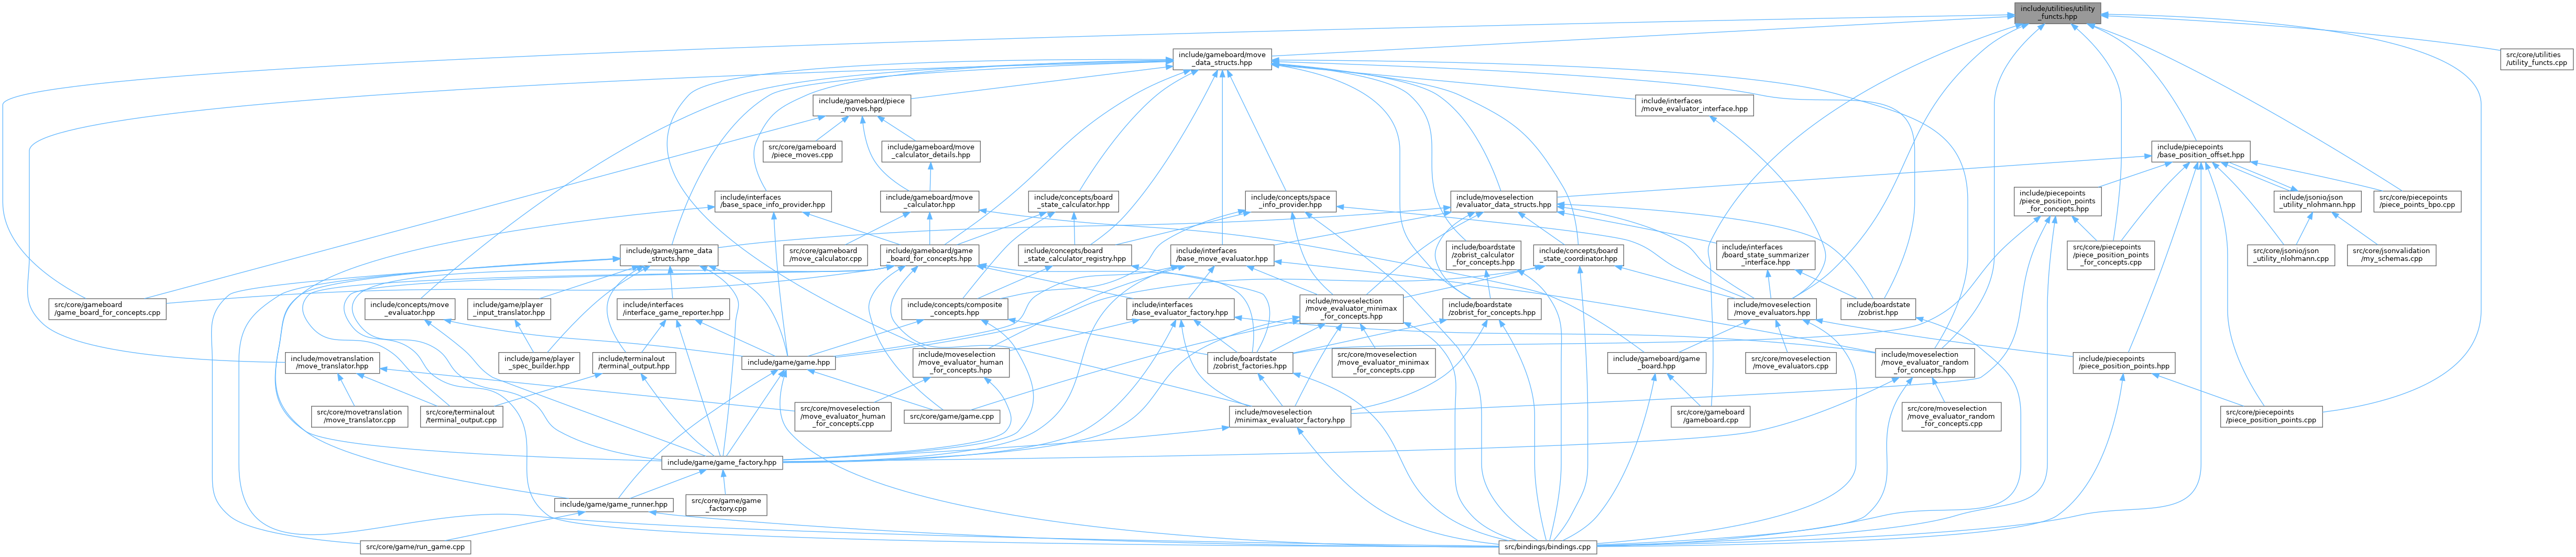 include/utilities/utility
_functs.hpp
include/gameboard/move
_data_structs.hpp
src/core/utilities
/utility_functs.cpp
include/gameboard/piece
_moves.hpp
include/interfaces
/move_evaluator_interface.hpp
src/core/gameboard
/piece_moves.cpp
include/gameboard/move
_calculator_details.hpp
include/piecepoints
/base_position_offset.hpp
include/interfaces
/base_space_info_provider.hpp
include/gameboard/move
_calculator.hpp
include/concepts/board
_state_calculator.hpp
include/concepts/space
_info_provider.hpp
include/moveselection
/evaluator_data_structs.hpp
include/piecepoints
/piece_position_points
_for_concepts.hpp
include/jsonio/json
_utility_nlohmann.hpp
src/core/piecepoints
/piece_points_bpo.cpp
include/game/game_data
_structs.hpp
src/core/gameboard
/move_calculator.cpp
include/gameboard/game
_board_for_concepts.hpp
include/concepts/board
_state_calculator_registry.hpp
include/interfaces
/base_move_evaluator.hpp
include/boardstate
/zobrist_calculator
_for_concepts.hpp
include/concepts/board
_state_coordinator.hpp
include/interfaces
/board_state_summarizer
_interface.hpp
src/core/piecepoints
/piece_position_points
_for_concepts.cpp
src/core/jsonio/json
_utility_nlohmann.cpp
src/core/jsonvalidation
/my_schemas.cpp
src/core/gameboard
/game_board_for_concepts.cpp
include/concepts/move
_evaluator.hpp
include/game/player
_input_translator.hpp
include/interfaces
/interface_game_reporter.hpp
include/concepts/composite
_concepts.hpp
include/interfaces
/base_evaluator_factory.hpp
include/moveselection
/move_evaluator_minimax
_for_concepts.hpp
include/boardstate
/zobrist_for_concepts.hpp
include/moveselection
/move_evaluators.hpp
include/boardstate
/zobrist.hpp
include/movetranslation
/move_translator.hpp
include/game/player
_spec_builder.hpp
include/terminalout
/terminal_output.hpp
include/game/game.hpp
include/moveselection
/move_evaluator_human
_for_concepts.hpp
include/boardstate
/zobrist_factories.hpp
src/core/moveselection
/move_evaluator_minimax
_for_concepts.cpp
include/gameboard/game
_board.hpp
src/core/moveselection
/move_evaluators.cpp
include/moveselection
/move_evaluator_random
_for_concepts.hpp
include/piecepoints
/piece_position_points.hpp
src/core/movetranslation
/move_translator.cpp
src/core/terminalout
/terminal_output.cpp
src/core/moveselection
/move_evaluator_human
_for_concepts.cpp
src/core/game/game.cpp
include/moveselection
/minimax_evaluator_factory.hpp
src/core/gameboard
/gameboard.cpp
src/core/moveselection
/move_evaluator_random
_for_concepts.cpp
src/core/piecepoints
/piece_position_points.cpp
include/game/game_factory.hpp
include/game/game_runner.hpp
src/core/game/game
_factory.cpp
src/core/game/run_game.cpp
src/bindings/bindings.cpp